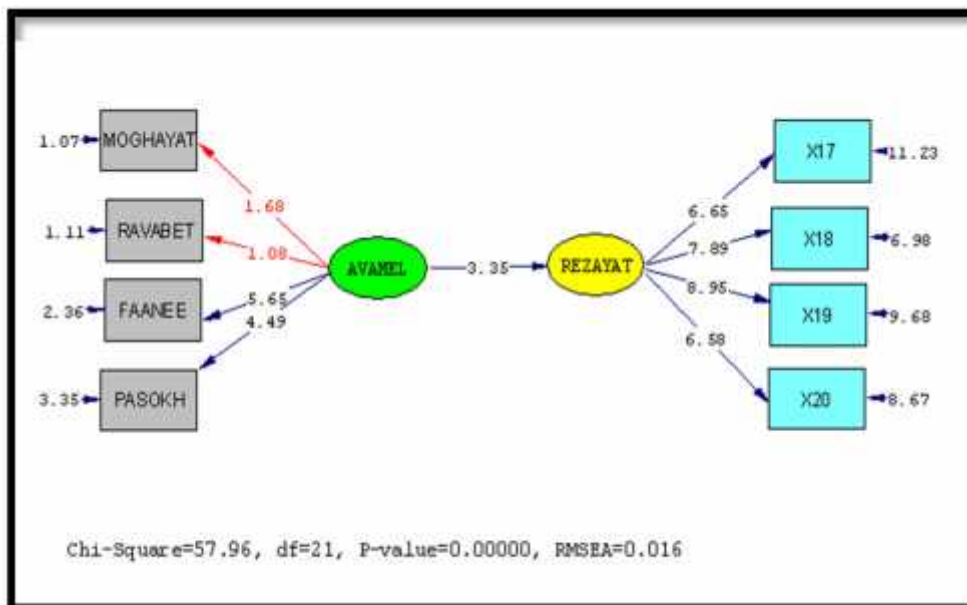 MOGHAYAT
1.07
RAVABET
1.11
FAANEE
2.36
PASOKH
3.35
1.68
1.08
5.65
4.49
AVAMEL
3.35
REZAYAT
6.65
7.89
8.95
6.58
X17
11.23
X18
6.98
X19
9.68
X20
8.67
Chi-Square=57.96, df=21, P-value=0.00000, RMSEA=0.016